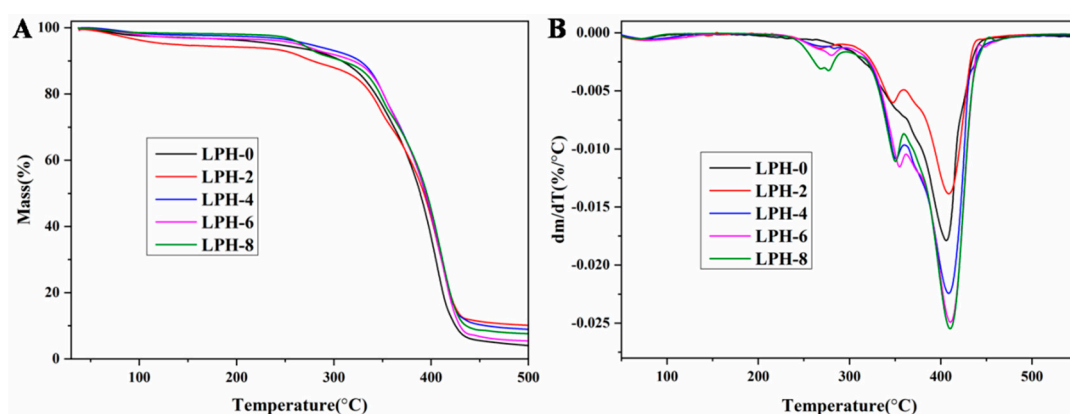 A
100
80
60
40
20
0
Mass(%)
LPH-0
LPH-2
LPH-4
LPH-6
LPH-8
100
200
300
400
500
Temperature(°C)
B
0.000
-0.005
-0.010
-0.015
-0.020
-0.025
dm/dT(%/°C)
LPH-0
LPH-2
LPH-4
LPH-6
LPH-8
100
200
300
400
500
Temperature(°C)